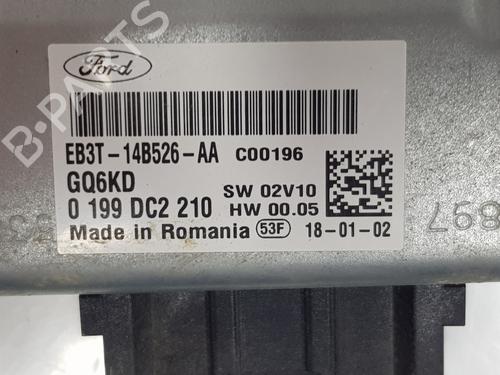 Ford
EB3T-14B526-AA C00196
GQ6KD
SW 02V10
0 199 DC2 210 HW 00.05
Made in Romania 53F 18-01-02
897
B-PARTS